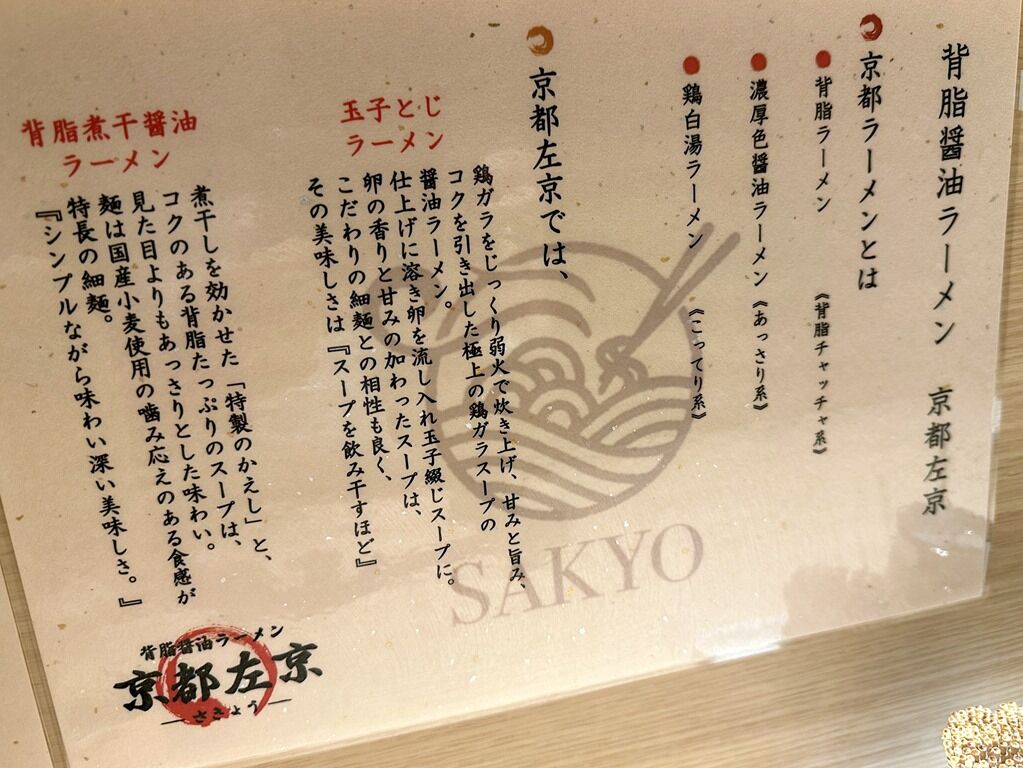 背脂醤油ラーメン 京都左京
京都ラーメンとは
背脂ラーメン 《背脂チャッチャ系》
濃厚色醤油ラーメン 《あっさり系》
鶏白湯ラーメン 《こってり系》
京都左京では、
玉子とじ
ラーメン
鶏ガラをじっくり弱火で炊き上げ、甘みと旨み、
コクを引き出した極上の鶏ガラスープの
醤油ラーメン。
仕上げに溶き卵を流し入れ玉子綴じスープに。
卵の香りと甘みの加わったスープは、
こだわりの細麺との相性も良く、
その美味しさは『スープを飲み干すほど』
背脂煮干醤油
ラーメン
煮干しを効かせた「特製のかえし」と、
コクのある背脂たっぷりのスープは、
見た目よりもあっさりとした味わい。
麺は国産小麦使用の噛み応えのある食感が
特長の細麺。
『シンプルながら味わい深い美味しさ。』
SAKYO
背脂醤油ラーメン
京都左京
さきょう